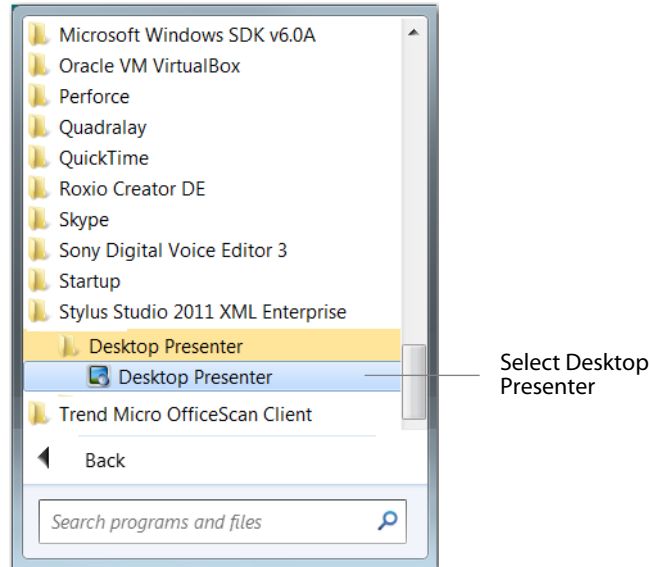 Microsoft Windows SDK v6.0A
Oracle VM VirtualBox
Perforce
Quadralay
QuickTime
Roxio Creator DE
Skype
Sony Digital Voice Editor 3
Startup
Stylus Studio 2011 XML Enterprise
Desktop Presenter
Desktop Presenter
Select Desktop
Presenter
Trend Micro OfficeScan Client
Back
Search programs and files